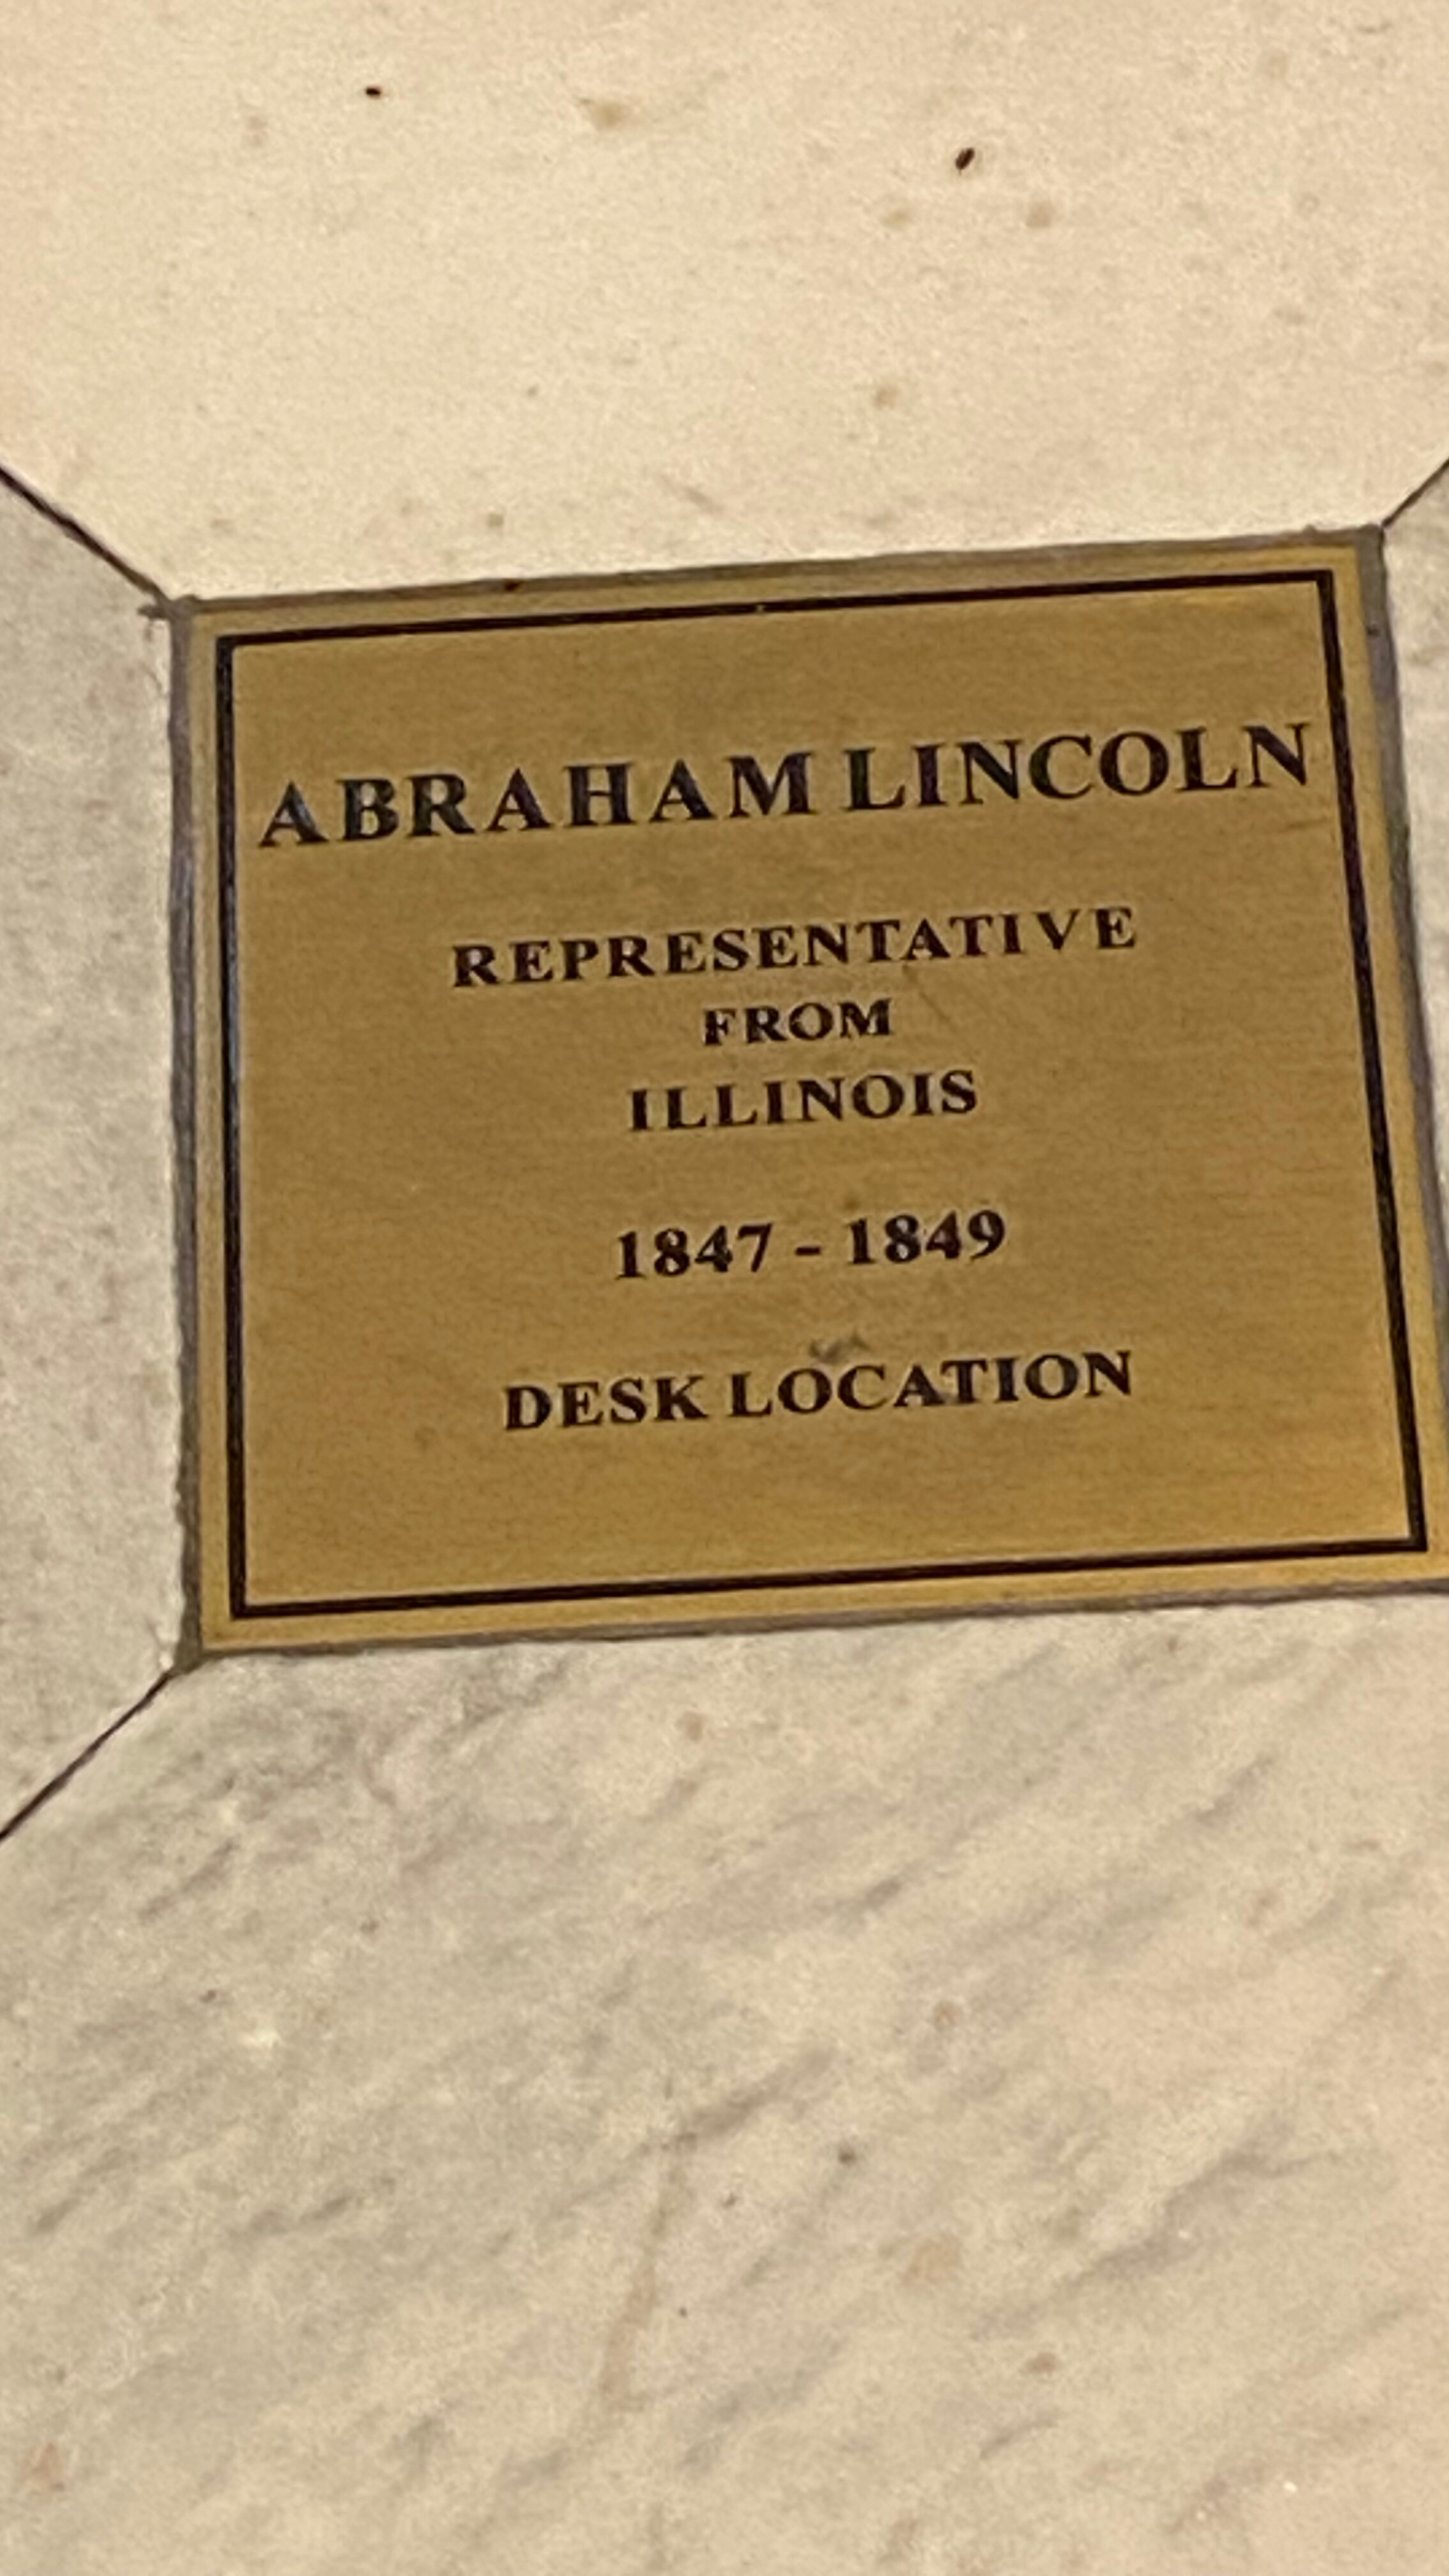 ABRAHAM LINCOLN
REPRESENTATIVE
FROM
ILLINOIS
1847 - 1849
DESK LOCATION